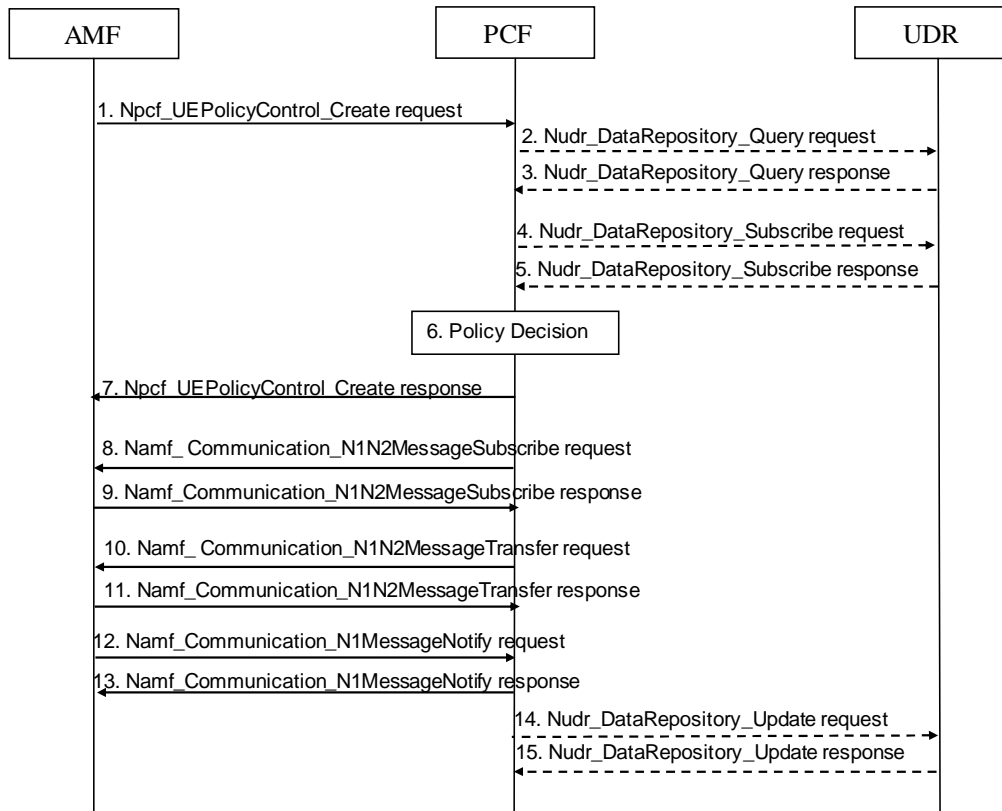 AMF
PCF
UDR
1. Npcf_UEPolicyControl_Create request
2. Nudr_DataRepository_Query request
3. Nudr_DataRepository_Query response
4. Nudr_DataRepository_Subscribe request
5. Nudr_DataRepository_Subscribe response
6. Policy Decision
7. Npcf_UEPolicyControl_Create response
8. Namf_ Communication_N1N2MessageSubscribe request
9. Namf_Communication_N1N2MessageSubscribe response
10. Namf_ Communication_N1N2MessageTransfer request
11. Namf_Communication_N1N2MessageTransfer response
12. Namf_Communication_N1MessageNotify request
13. Namf_Communication_N1MessageNotify response
14. Nudr_DataRepository_Update request
15. Nudr_DataRepository_Update response